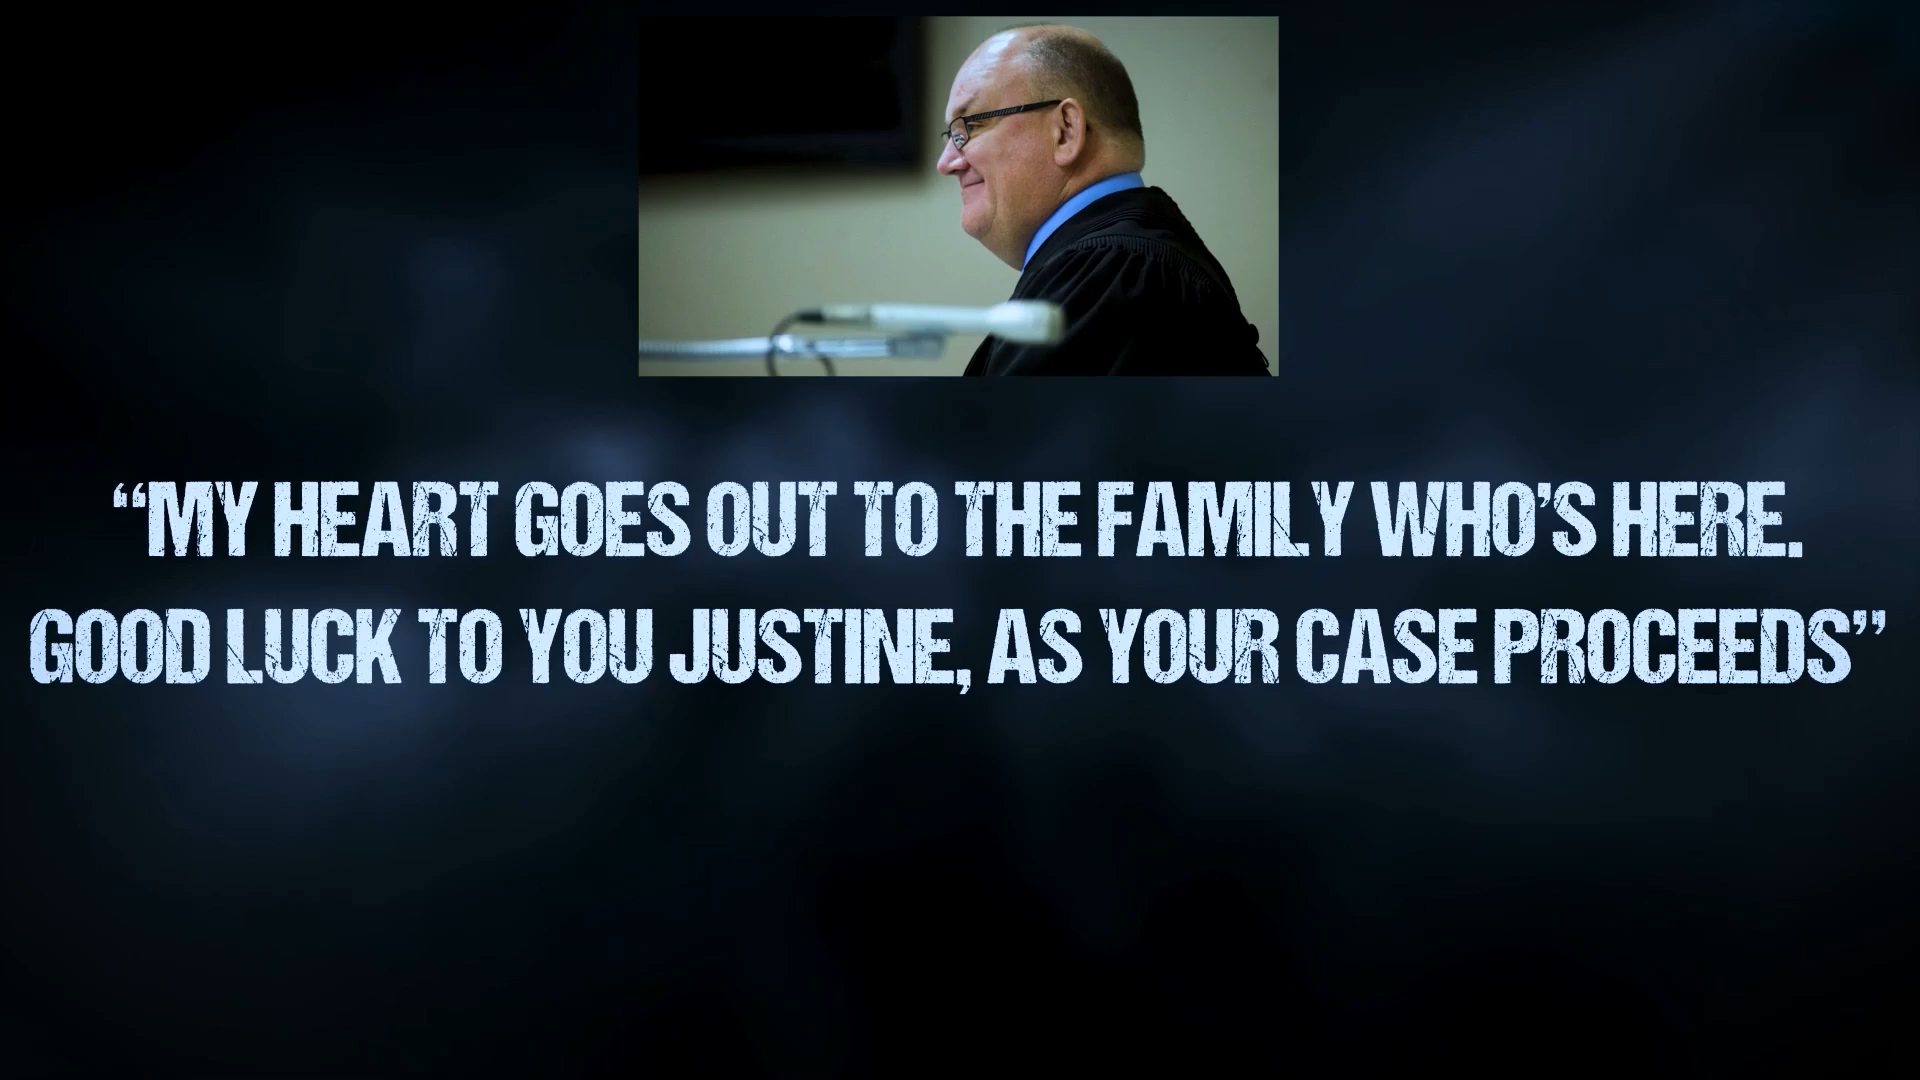 “MY HEART GOES OUT TO THE FAMILY WHO’S HERE.
GOOD LUCK TO YOU JUSTINE, AS YOUR CASE PROCEEDS”